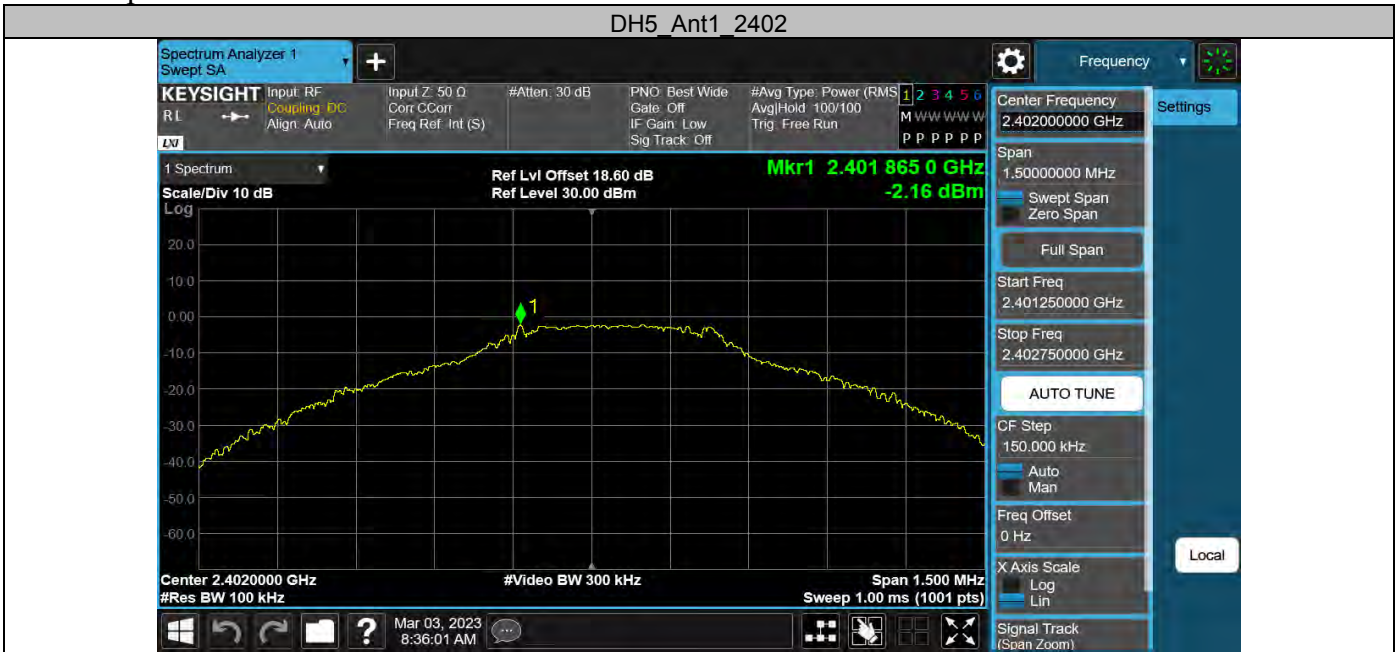 DH5_Ant1_2402
Spectrum Analyzer 1
Swept SA
Frequency
KEYSIGHT
RL
LXI
Input: RF
Coupling: DC
Align: Auto
Input Z: 50 Ω
Corr CCorr
Freq Ref: Int (S)
#Atten: 30 dB
PNO: Best Wide
Gate: Off
IF Gain: Low
Sig Track: Off
#Avg Type: Power (RMS
Avg|Hold: 100/100
Trig: Free Run
1 2 3 4 5 6
M W W W W W
P P P P P P
Center Frequency
2.402000000 GHz
Settings
Span
1.50000000 MHz
Swept Span
Zero Span
Full Span
Start Freq
2.401250000 GHz
Stop Freq
2.402750000 GHz
AUTO TUNE
CF Step
150.000 kHz
Auto
Man
Freq Offset
0 Hz
X Axis Scale
Log
Lin
Signal Track
(Span Zoom)
Local
1 Spectrum
Scale/Div 10 dB
Ref Lvl Offset 18.60 dB
Ref Level 30.00 dBm
Mkr1 2.401 865 0 GHz
-2.16 dBm
Log
20.0
10.0
0.00
-10.0
-20.0
-30.0
-40.0
-50.0
-60.0
1
Center 2.4020000 GHz
#Res BW 100 kHz
#Video BW 300 kHz
Span 1.500 MHz
Sweep 1.00 ms (1001 pts)
?
Mar 03, 2023
8:36:01 AM